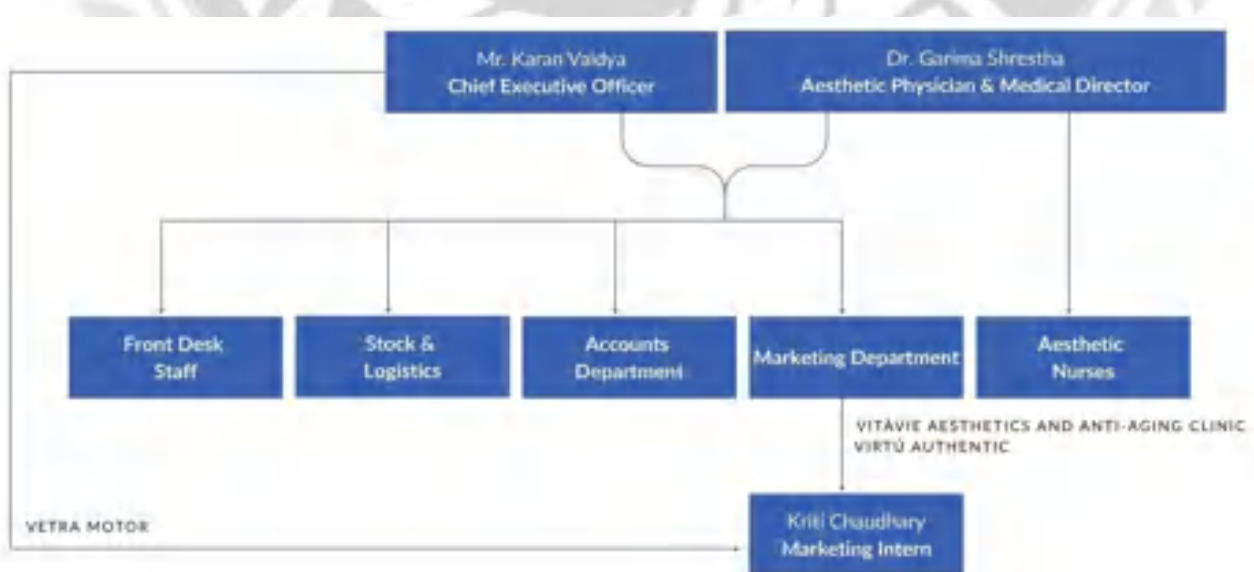 Mr. Karan Vaidya
Chief Executive Officer
Dr. Garima Shrestha
Aesthetic Physician & Medical Director
Front Desk
Staff
Stock &
Logistics
Accounts
Department
Marketing Department
Aesthetic
Nurses
VITÀVIE AESTHETICS AND ANTI-AGING CLINIC
VIRTÙ AUTHENTIC
VETRA MOTOR
Kriti Chaudhary
Marketing Intern